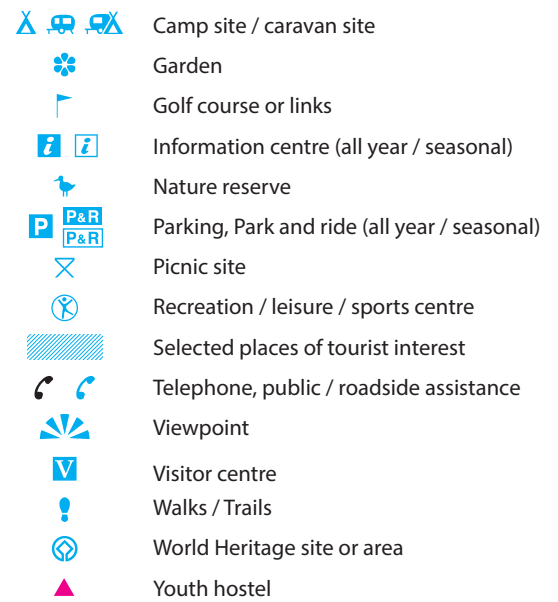 Camp site / caravan site
Garden
Golf course or links
i i Information centre (all year / seasonal)
Nature reserve
P P&R P&R Parking, Park and ride (all year / seasonal)
Picnic site
Recreation / leisure / sports centre
Selected places of tourist interest
Telephone, public / roadside assistance
Viewpoint
V Visitor centre
Walks / Trails
World Heritage site or area
Youth hostel